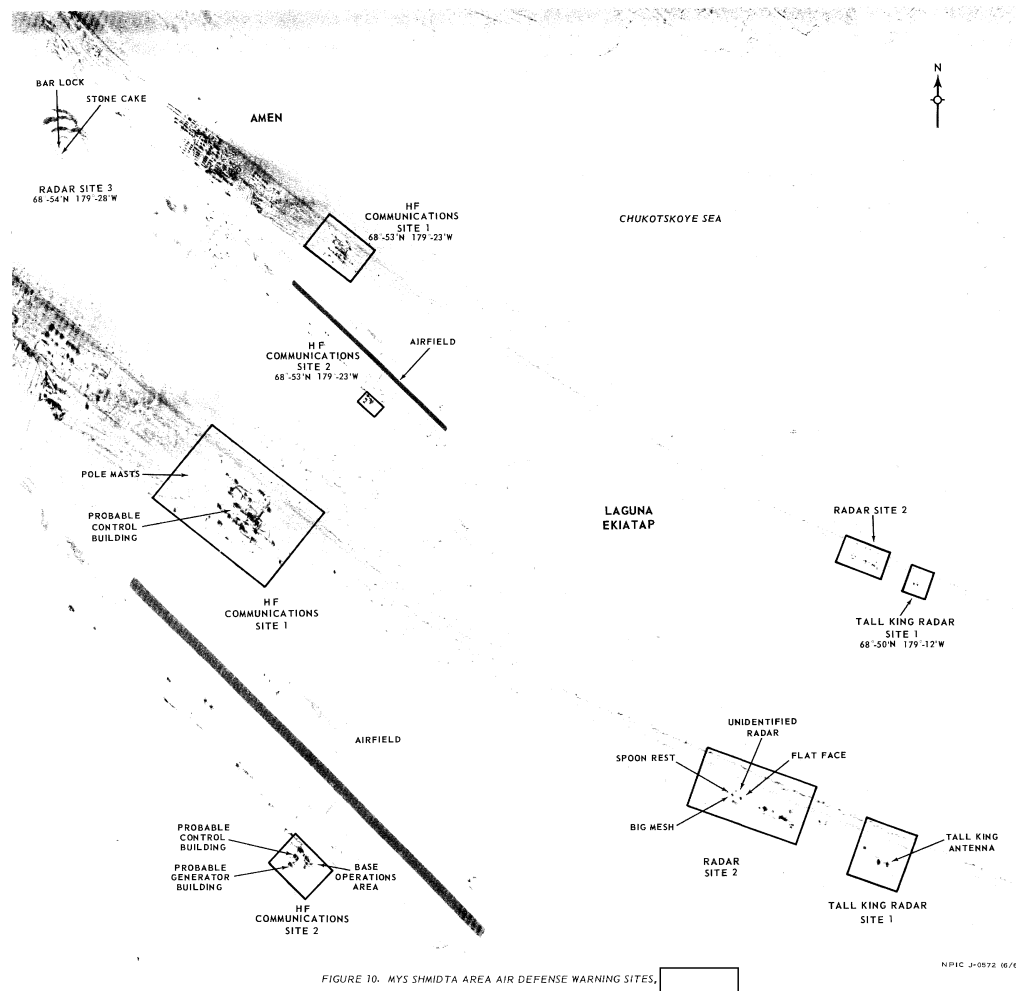 N
BAR LOCK
STONE CAKE
AMEN
RADAR SITE 3
68°-54'N 179°-28'W
HF
COMMUNICATIONS
SITE 1
68°-53'N 179°-23'W
CHUKOTSKOYE SEA
HF
COMMUNICATIONS
SITE 2
68°-53'N 179°-23'W
AIRFIELD
POLE MASTS
PROBABLE
CONTROL
BUILDING
LAGUNA
EKIATAP
RADAR SITE 2
HF
COMMUNICATIONS
SITE 1
TALL KING RADAR
SITE 1
68°-50'N 179°-12'W
AIRFIELD
UNIDENTIFIED
RADAR
SPOON REST
FLAT FACE
BIG MESH
PROBABLE
CONTROL
BUILDING
PROBABLE
GENERATOR
BUILDING
BASE
OPERATIONS
AREA
RADAR
SITE 2
TALL KING
ANTENNA
HF
COMMUNICATIONS
SITE 2
TALL KING RADAR
SITE 1
NPIC J-0572 (6/6
FIGURE 10. MYS SHMIDTA AREA AIR DEFENSE WARNING SITES,